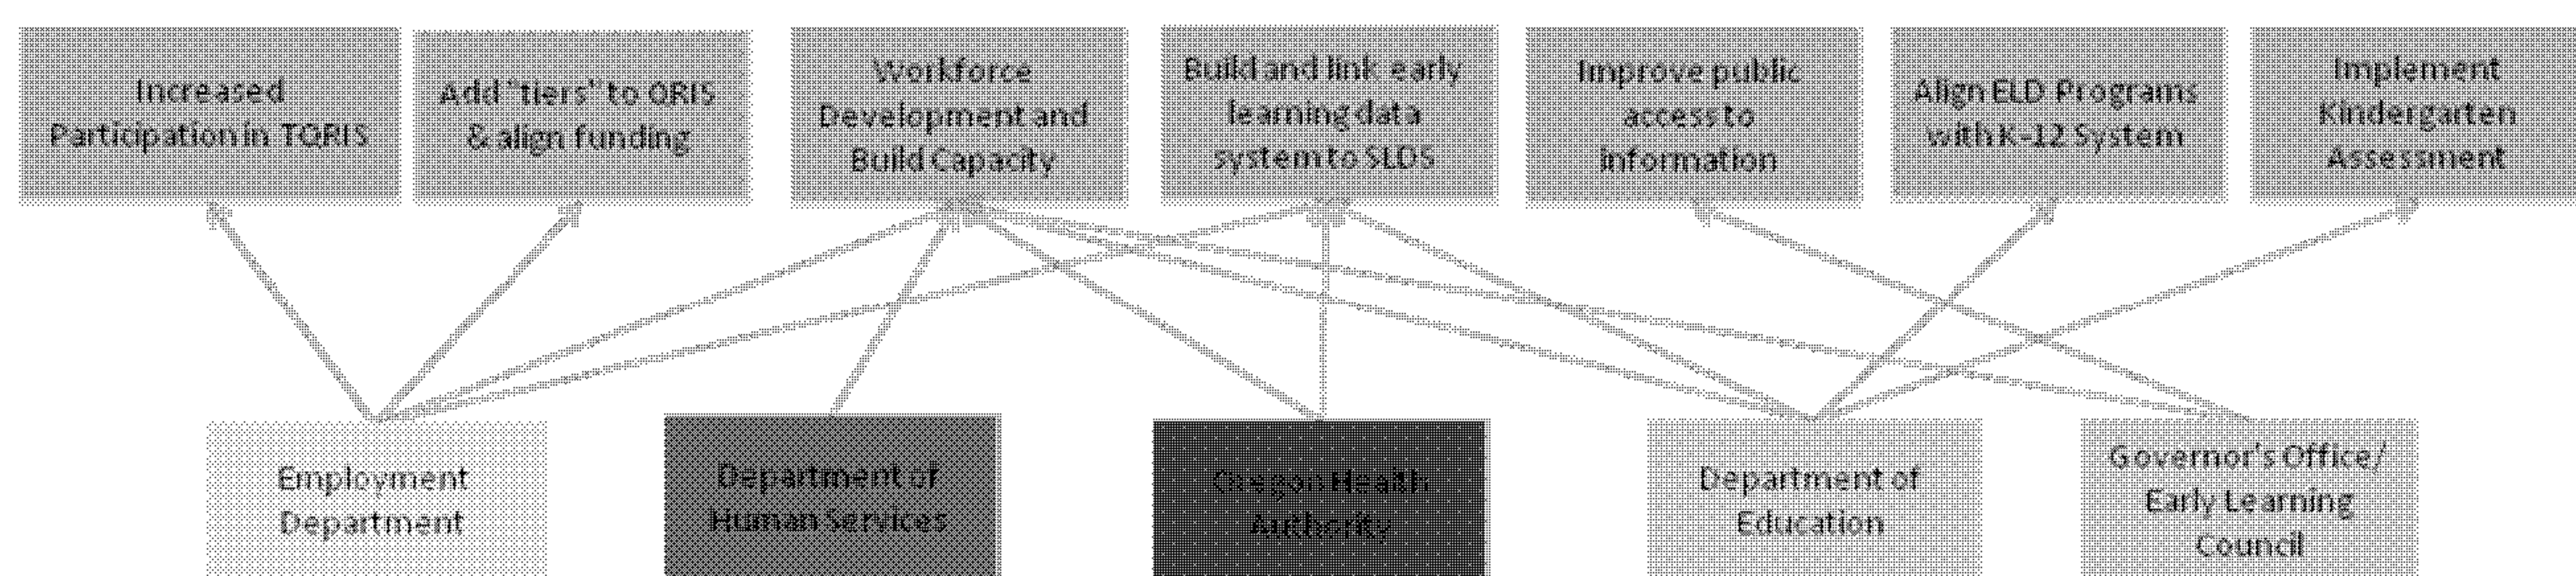 Increased
Participation in TQRIS
Add "tiers" to QRIS
& align funding
Workforce
Development and
Build Capacity
Build and link early
learning data
system to SLDS
Improve public
access to
information
Align ELD Programs
with K-12 System
Implement
Kindergarten
Assessment
Employment
Department
Department of
Human Services
Oregon Health
Authority
Department of
Education
Governor's Office/
Early Learning
Council